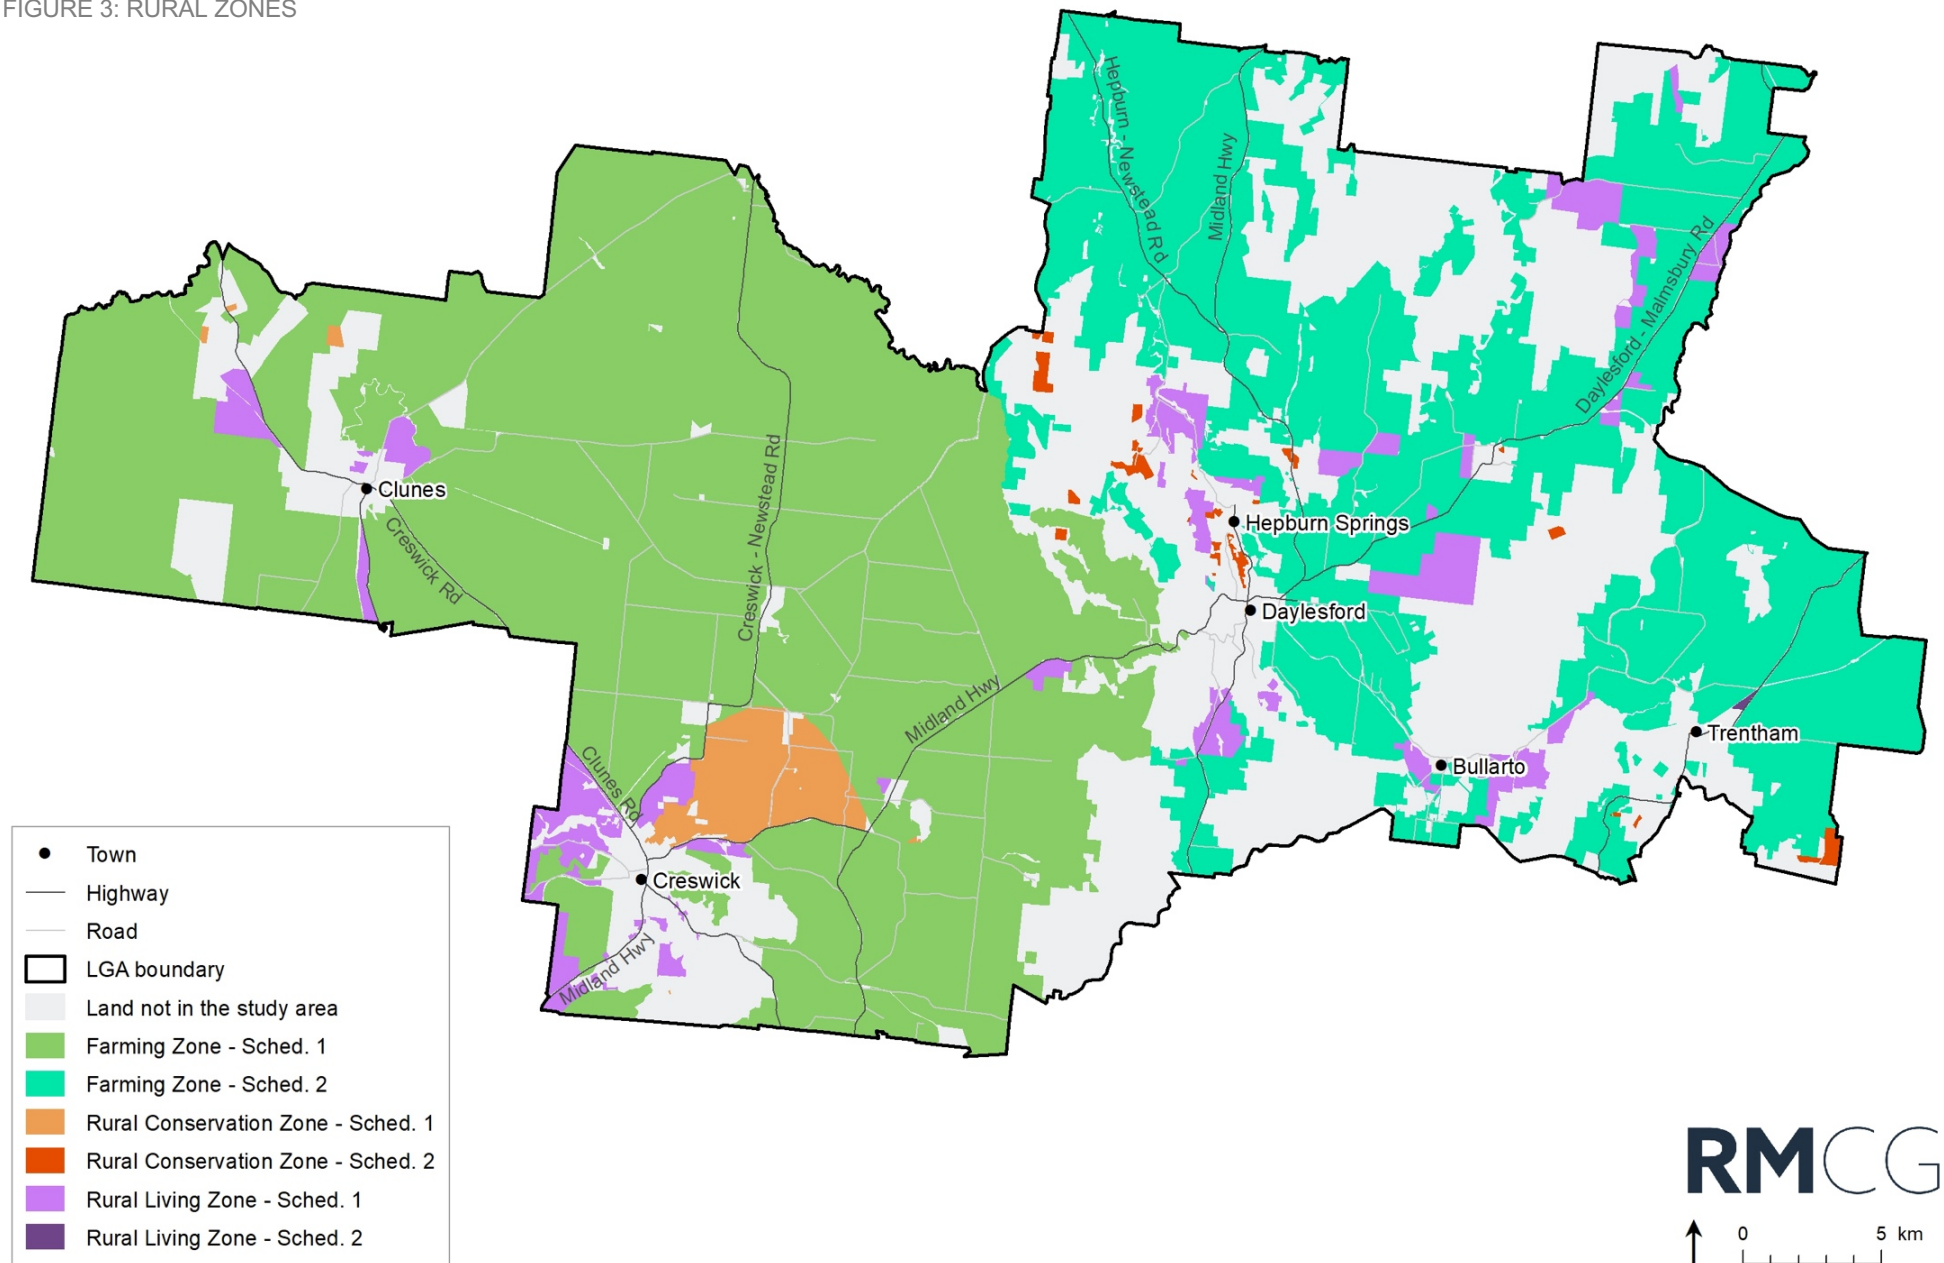 FIGURE 3: RURAL ZONES
Hepburn - Newstead Rd
Midland Hwy
Daylesford - Malmsbury Rd
Creswick - Newstead Rd
Clunes
Creswick Rd
Hepburn Springs
Daylesford
Midland Hwy
Trentham
Bullarto
Clunes Rd
Creswick
Midland Hwy
Town
Highway
Road
LGA boundary
Land not in the study area
Farming Zone - Sched. 1
Farming Zone - Sched. 2
Rural Conservation Zone - Sched. 1
Rural Conservation Zone - Sched. 2
Rural Living Zone - Sched. 1
Rural Living Zone - Sched. 2
RMCG
0 5 km